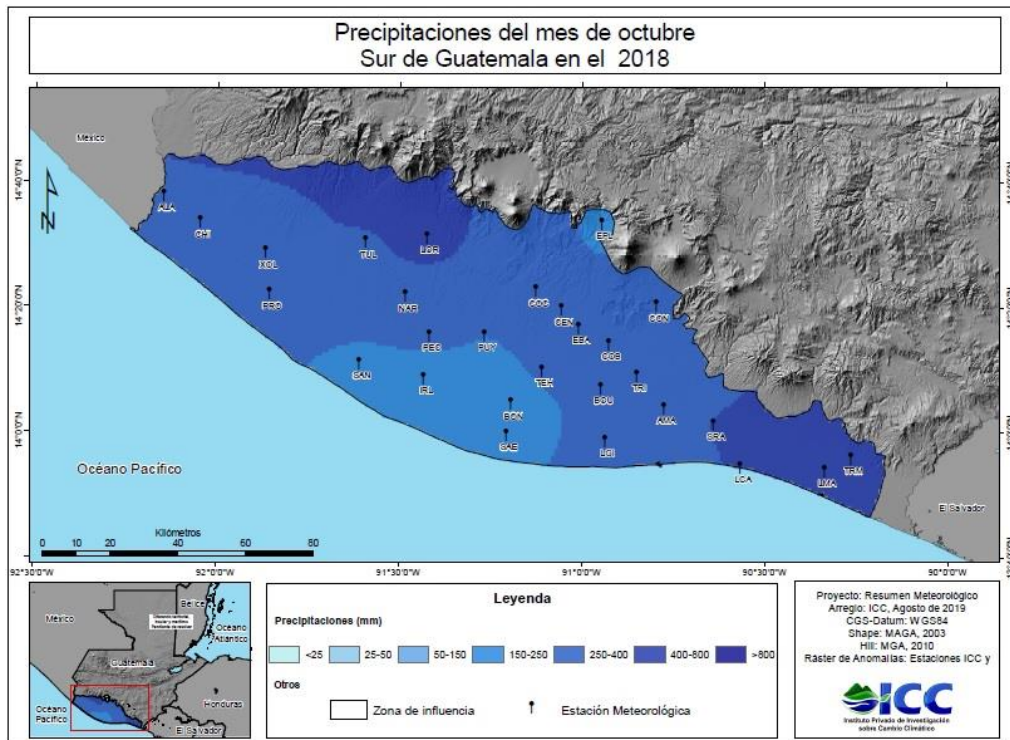 Precipitaciones del mes de octubre
Sur de Guatemala en el 2018
México
14°40'0"N
ALA
CHI
XOL
TUL
LOR
EPL
14°20'0"N
PRO
NAR
COC
CEN
CON
EEA
PEC
PUY
COB
SAN
IRL
TEH
TRI
BOU
BON
AMA
14°0'0"N
SAE
LGI
SRA
LCA
LMA
TRM
Océano Pacífico
El Salvador
Kilómetros
0 10 20 40 60 80
92°30'0"W 92°0'0"W 91°30'0"W 91°0'0"W 90°30'0"W 90°0'0"W
México
Belice
Océano
Atlántico
Guatemala
Honduras
Océano
Pacífico
El Salvador
Leyenda
Precipitaciones (mm)
<25 25-50 50-150 150-250 250-400 400-600 >600
Otros
Zona de influencia
Estación Meteorológica
Proyecto: Resumen Meteorológico
Arreglo: ICC, Agosto de 2019
CGS-Datum: WGS84
Shape: MAGA, 2003
Hill: MGA, 2010
Ráster de Anomalías: Estaciones ICC y
ICC
Instituto Privado de Investigación
sobre Cambio Climático